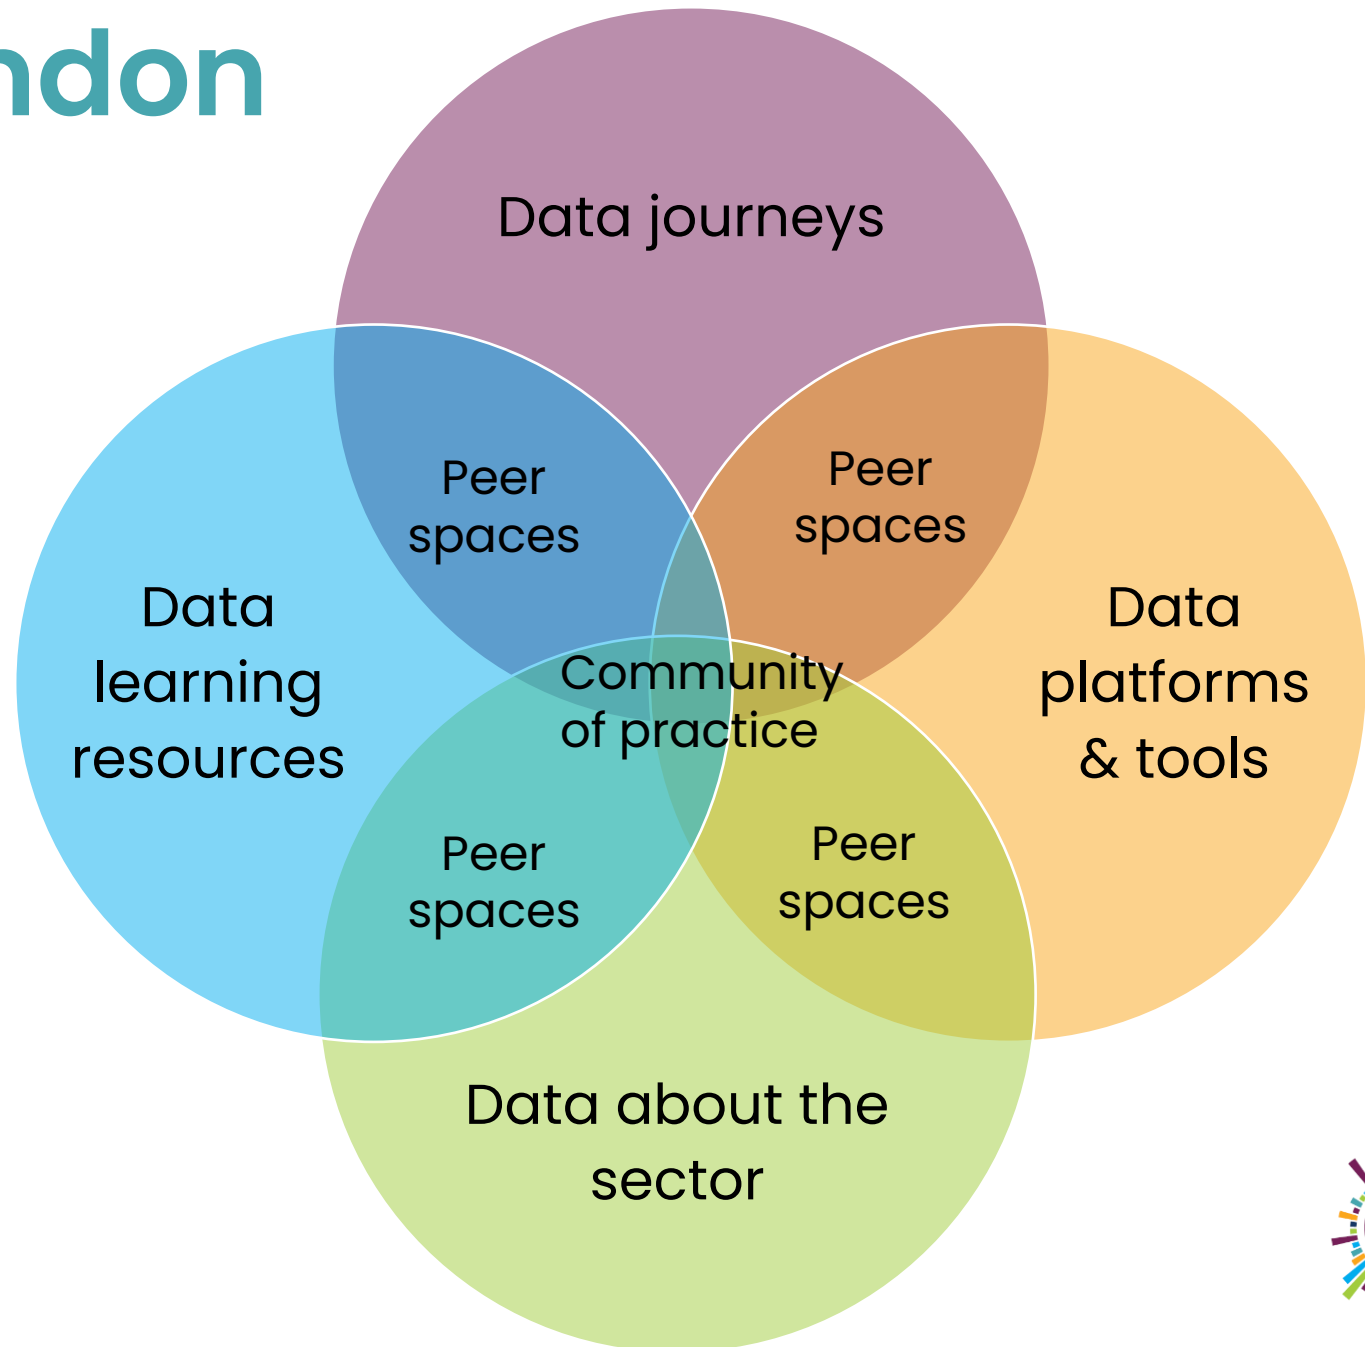 ndon
Data journeys
Peer
spaces
Peer
spaces
Data
learning
resources
Data
platforms
& tools
Community
of practice
Peer
spaces
Peer
spaces
Data about the
sector